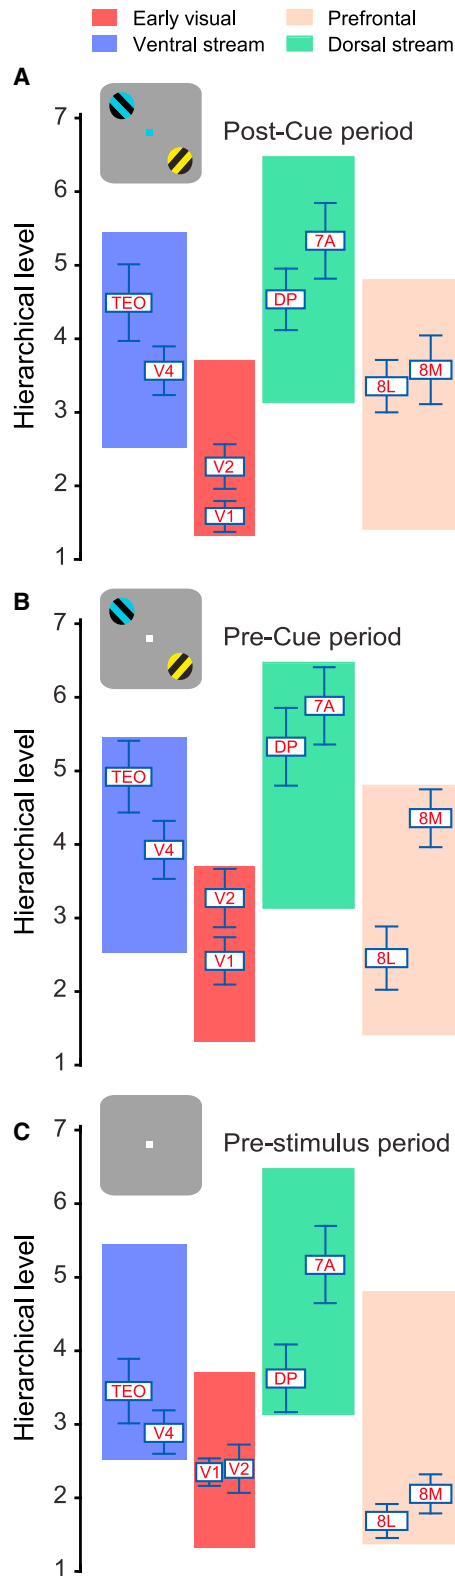 Early visual
Prefrontal
Ventral stream
Dorsal stream
A
Post-Cue period
Hierarchical level
7
6
5
4
3
2
1
TEO
V4
V2
V1
DP
7A
8L
8M
B
Pre-Cue period
Hierarchical level
7
6
5
4
3
2
1
TEO
V4
V2
V1
DP
7A
8L
8M
C
Pre-stimulus period
Hierarchical level
7
6
5
4
3
2
1
TEO
V4
V1
V2
DP
7A
8L
8M